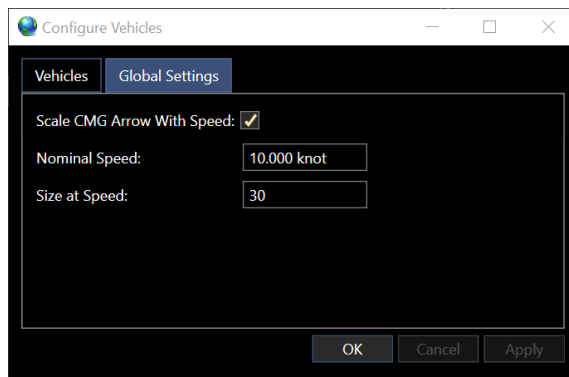 Configure Vehicles
Vehicles Global Settings
Scale CMG Arrow With Speed:
Nominal Speed: 10.000 knot
Size at Speed: 30
OK Cancel Apply